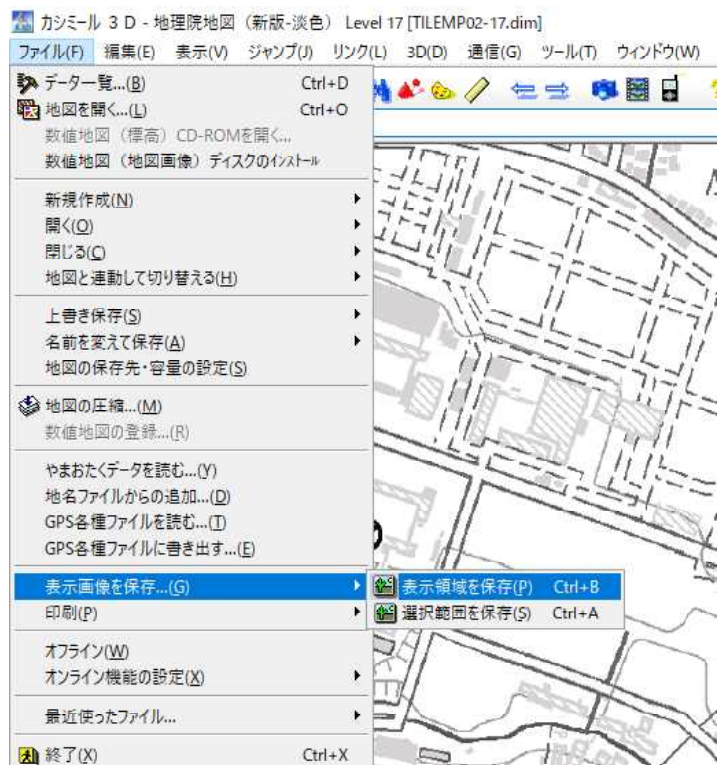 カシミール 3D - 地理院地図（新版-淡色） Level 17 [TILEMP02-17.dim]
ファイル(F) 編集(E) 表示(V) ジャンプ(J) リンク(L) 3D(D) 通信(G) ツール(T) ウィンドウ(W)
データ一覧...(B) Ctrl+D
地図を開く...(L) Ctrl+O
数値地図（標高）CD-ROMを開く...
数値地図（地図画像）ディスクのインストール
新規作成(N)
開く(O)
閉じる(C)
地図と連動して切り替える(H)
上書き保存(S)
名前を変えて保存(A)
地図の保存先・容量の設定(S)
地図の圧縮...(M)
数値地図の登録...(R)
やまおたくデータを読む...(Y)
地名ファイルからの追加...(D)
GPS各種ファイルを読む...(T)
GPS各種ファイルに書き出す...(E)
表示画像を保存...(G) 表示領域を保存(P) Ctrl+B
印刷(P) 選択範囲を保存(S) Ctrl+A
オフライン(W)
オンライン機能の設定(X)
最近使ったファイル...
終了(X) Ctrl+X